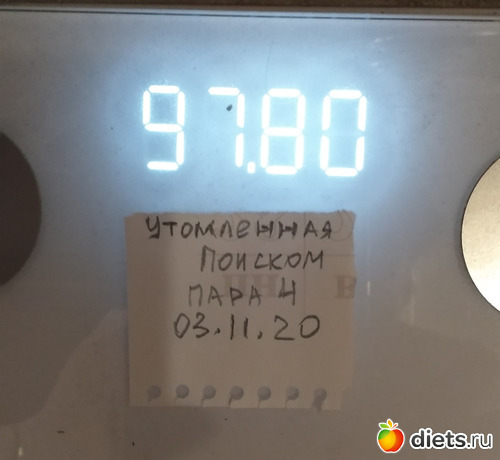 97.80
УТОМЛЕННАЯ
ПОИСКОМ
ПАРА 4
03.11.20
diets.ru